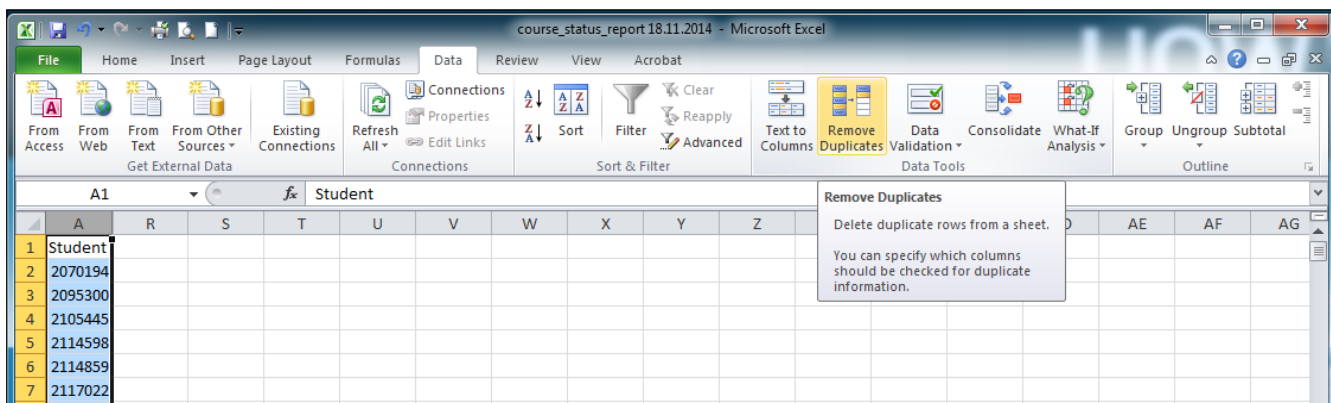 course_status_report 18.11.2014 - Microsoft Excel
File Home Insert Page Layout Formulas Data Review View Acrobat
From Access
From Web
From Text
From Other Sources
Existing Connections
Get External Data
Refresh All
Connections
Properties
Edit Links
Connections
Sort
Filter
Clear
Reapply
Advanced
Sort & Filter
Text to Columns
Remove Duplicates
Data Validation
Consolidate
What-If Analysis
Data Tools
Group
Ungroup
Subtotal
Outline
A1 fx Student
Remove Duplicates
Delete duplicate rows from a sheet.
You can specify which columns
should be checked for duplicate
information.
A R S T U V W X Y Z AE AF AG
1 Student
2 2070194
3 2095300
4 2105445
5 2114598
6 2114859
7 2117022